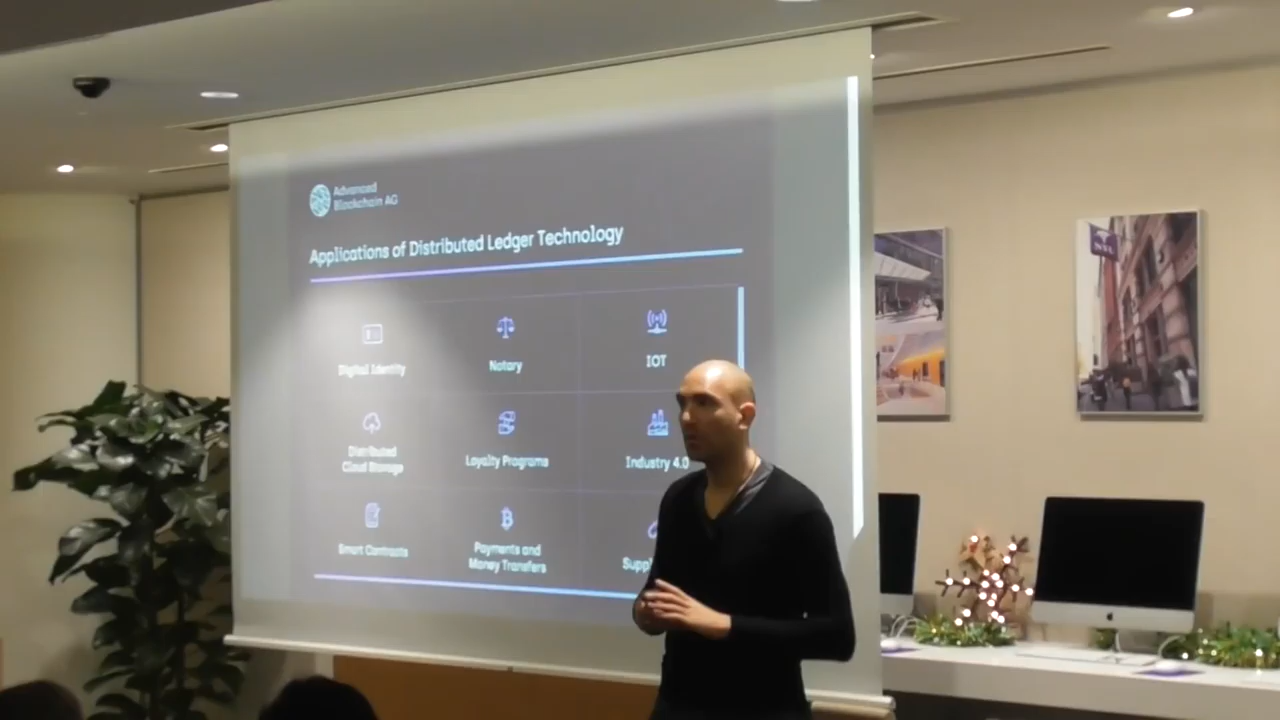 Advanced
Blockchain AG
Applications of Distributed Ledger Technology
Digital Identity
Notary
IOT
Distributed
Cloud Storage
Loyalty Programs
Industry 4.0
Smart Contracts
Payments and
Money Transfers
Suppl